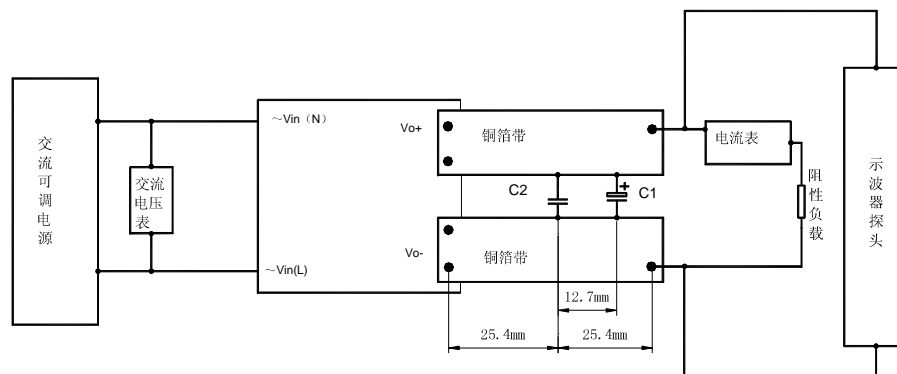 交流可调电源
交流
电压
表
~Vin（N）
~Vin(L)
Vo+
Vo-
铜箔带
铜箔带
C2
+
C1
电流表
阻性负载
示波器探头
12.7mm
25.4mm
25.4mm